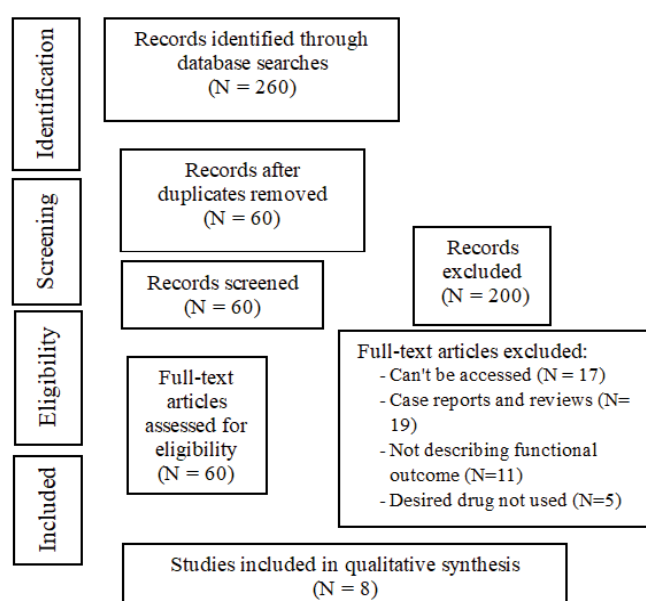 Identification
Records identified through
database searches
(N = 260)
Screening
Records after
duplicates removed
(N = 60)
Records screened
(N = 60)
Records
excluded
(N = 200)
Eligibility
Full-text
articles
assessed for
eligibility
(N = 60)
Full-text articles excluded:
- Can't be accessed (N = 17)
- Case reports and reviews (N=
19)
- Not describing functional
outcome (N=11)
- Desired drug not used (N=5)
Included
Studies included in qualitative synthesis
(N = 8)